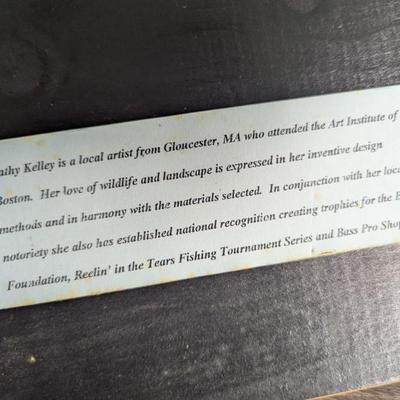 athy Kelley is a local artist from Gloucester, MA who attended the Art Institute of
Boston. Her love of wildlife and landscape is expressed in her inventive design
methods and in harmony with the materials selected. In conjunction with her loca
notoriety she also has established national recognition creating trophies for the B
Foundation, Reelin' in the Tears Fishing Tournament Series and Bass Pro Shop